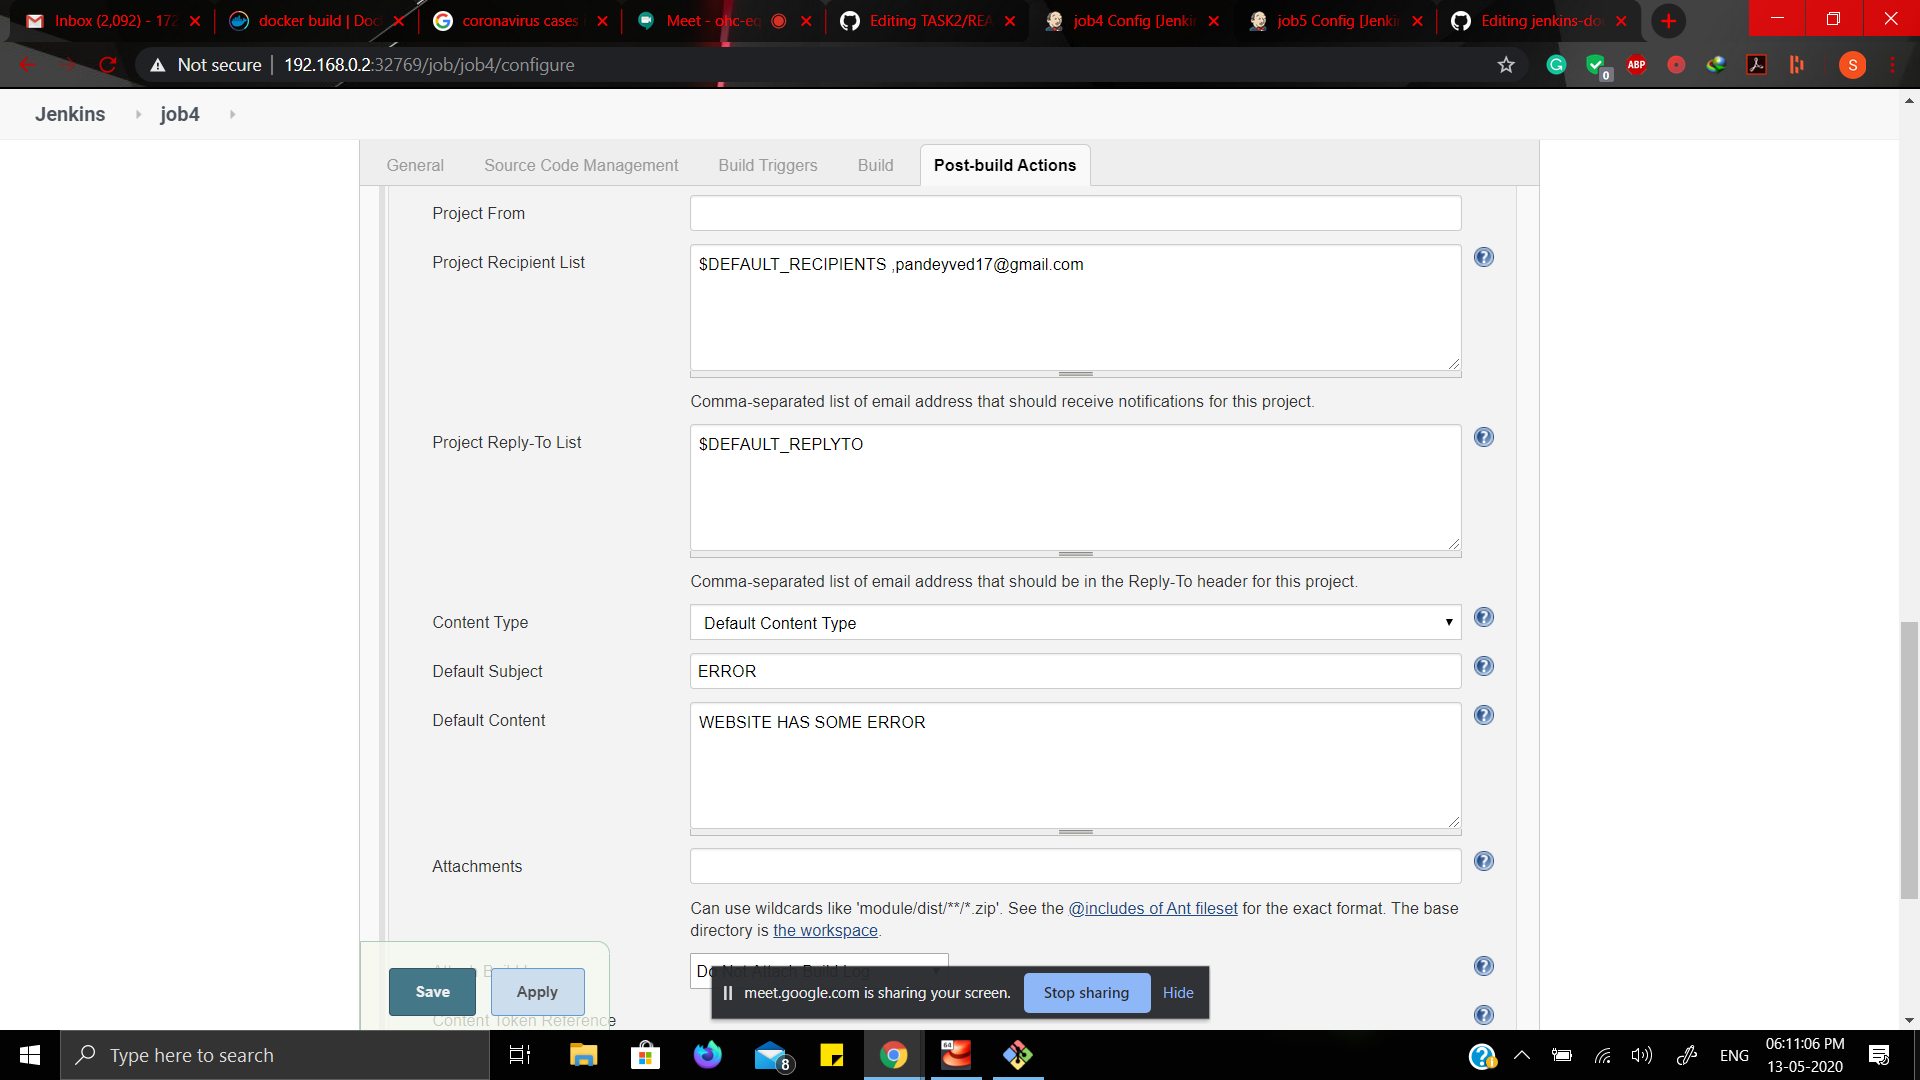 Inbox (2,092) - 172
docker build | Doc
coronavirus cases
Meet - ohc-eq
Editing TASK2/REA
job4 Config [Jenkin
job5 Config [Jenki
Editing jenkins-do
Not secure
192.168.0.2:32769/job/job4/configure
0
ABP
S
Jenkins
job4
General
Source Code Management
Build Triggers
Build
Post-build Actions
Project From
Project Recipient List
$DEFAULT_RECIPIENTS ,pandeyved17@gmail.com
Comma-separated list of email address that should receive notifications for this project.
Project Reply-To List
$DEFAULT_REPLYTO
Comma-separated list of email address that should be in the Reply-To header for this project.
Content Type
Default Content Type
Default Subject
ERROR
Default Content
WEBSITE HAS SOME ERROR
Attachments
Can use wildcards like 'module/dist/**/*.zip'. See the @includes of Ant fileset for the exact format. The base
directory is the workspace.
Do Not Attach Build Log
Save
Apply
meet.google.com is sharing your screen.
Stop sharing
Hide
Content Token Reference
Type here to search
8
64
ENG
06:11:06 PM
13-05-2020